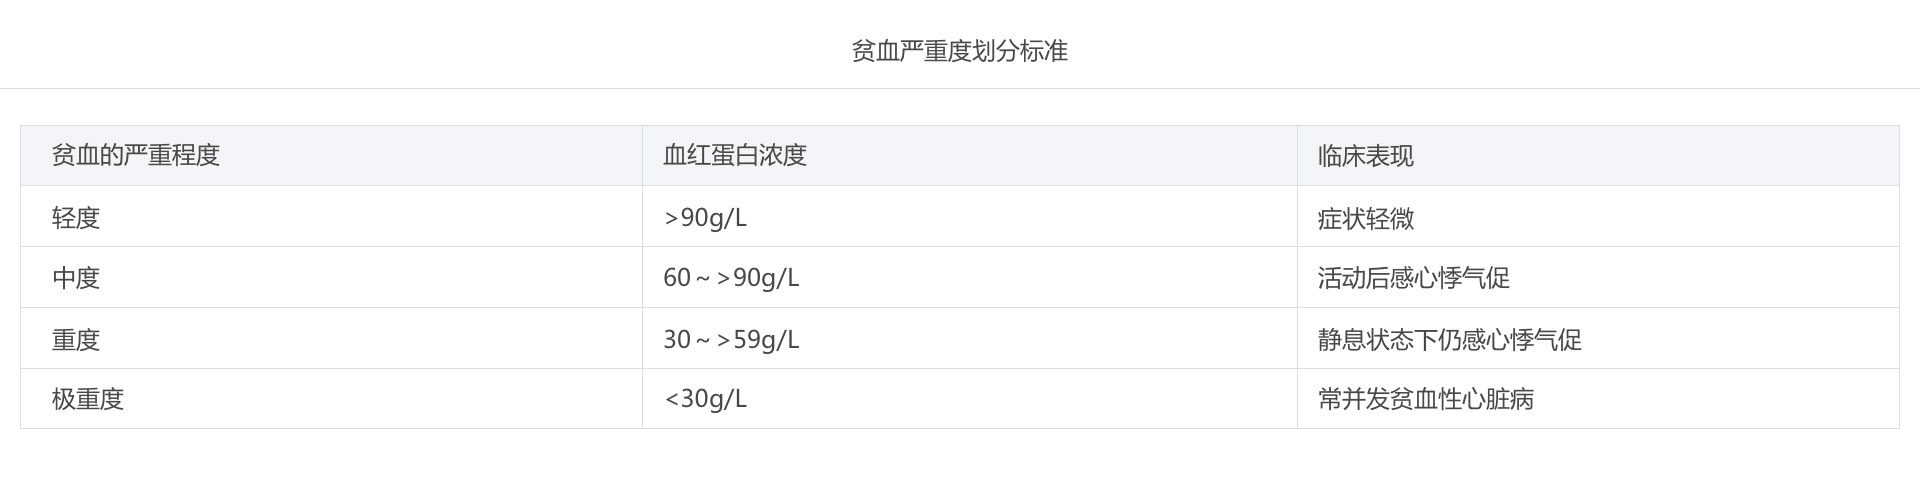 贫血严重度划分标准
贫血的严重程度 血红蛋白浓度 临床表现
轻度 >90g/L 症状轻微
中度 60～>90g/L 活动后感心悸气促
重度 30～>59g/L 静息状态下仍感心悸气促
极重度 <30g/L 常并发贫血性心脏病